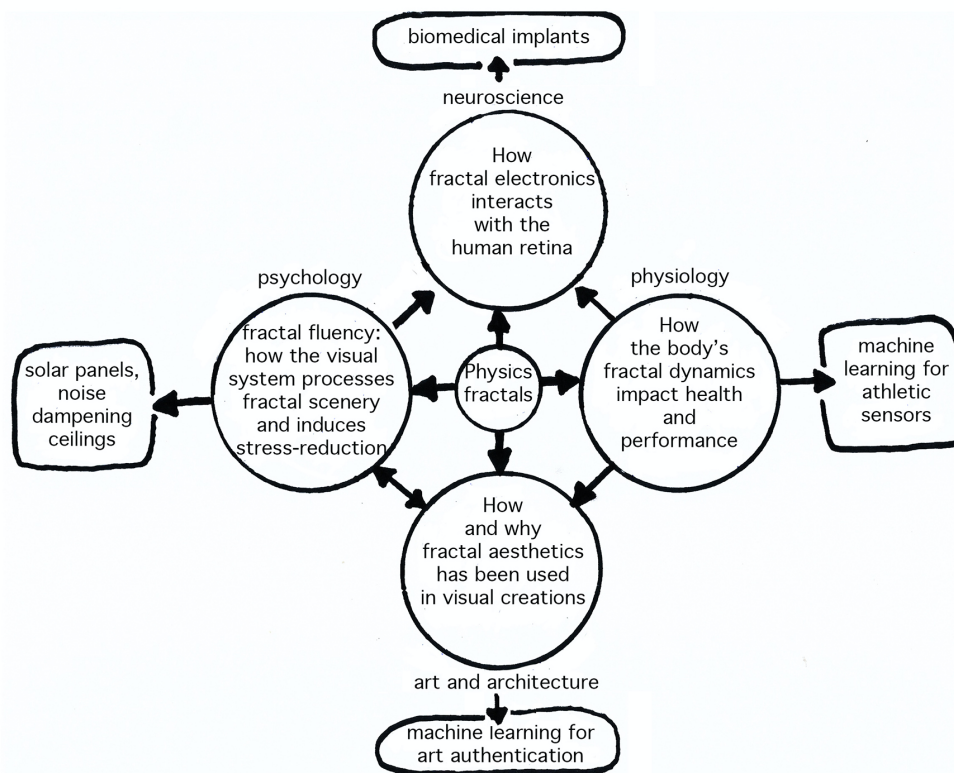 biomedical implants
neuroscience
How
fractal electronics
interacts
with the
human retina
psychology
fractal fluency:
how the visual
system processes
fractal scenery
and induces
stress-reduction
solar panels,
noise
dampening
ceilings
Physics
fractals
physiology
How
the body's
fractal dynamics
impact health
and
performance
machine
learning for
athletic
sensors
How
and why
fractal aesthetics
has been used
in visual creations
art and architecture
machine learning for
art authentication